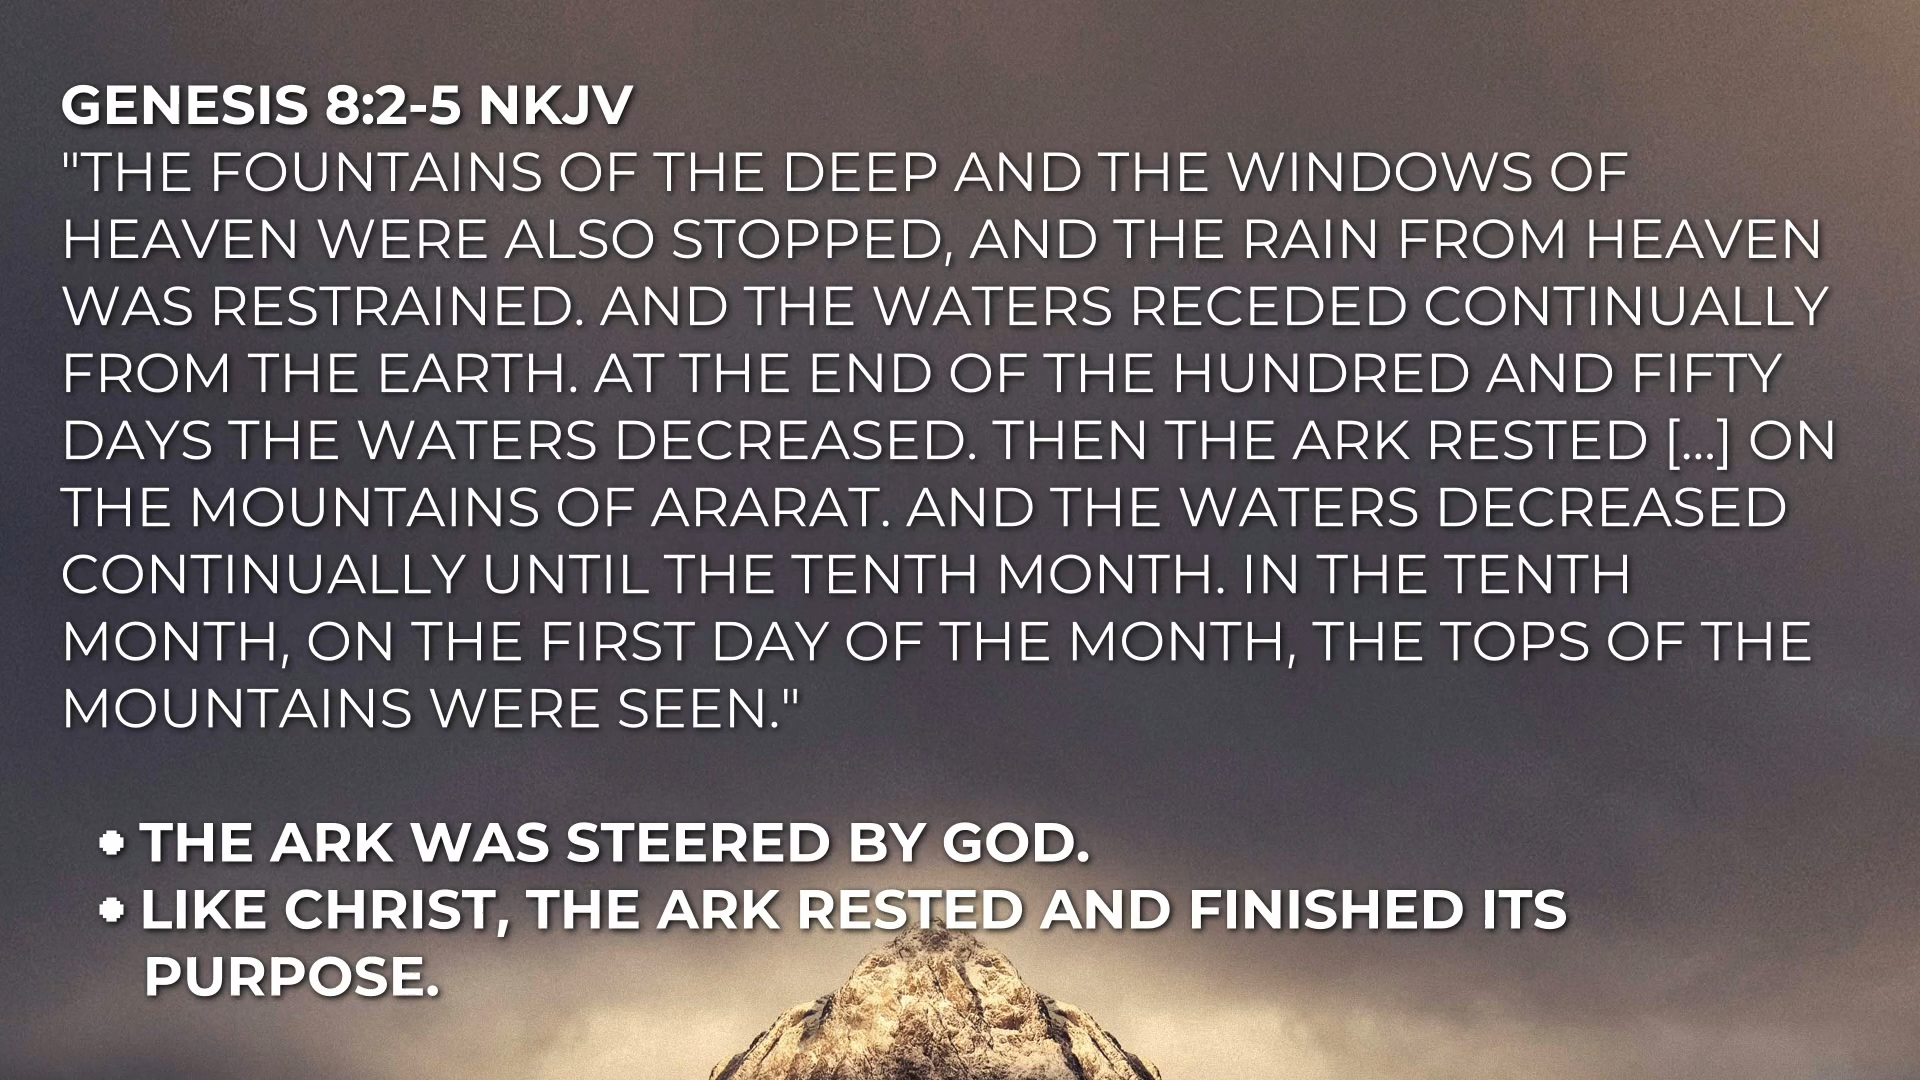 GENESIS 8:2-5 NKJV
"THE FOUNTAINS OF THE DEEP AND THE WINDOWS OF
HEAVEN WERE ALSO STOPPED, AND THE RAIN FROM HEAVEN
WAS RESTRAINED. AND THE WATERS RECEDED CONTINUALLY
FROM THE EARTH. AT THE END OF THE HUNDRED AND FIFTY
DAYS THE WATERS DECREASED. THEN THE ARK RESTED [...] ON
THE MOUNTAINS OF ARARAT. AND THE WATERS DECREASED
CONTINUALLY UNTIL THE TENTH MONTH. IN THE TENTH
MONTH, ON THE FIRST DAY OF THE MONTH, THE TOPS OF THE
MOUNTAINS WERE SEEN."
• THE ARK WAS STEERED BY GOD.
• LIKE CHRIST, THE ARK RESTED AND FINISHED ITS
PURPOSE.